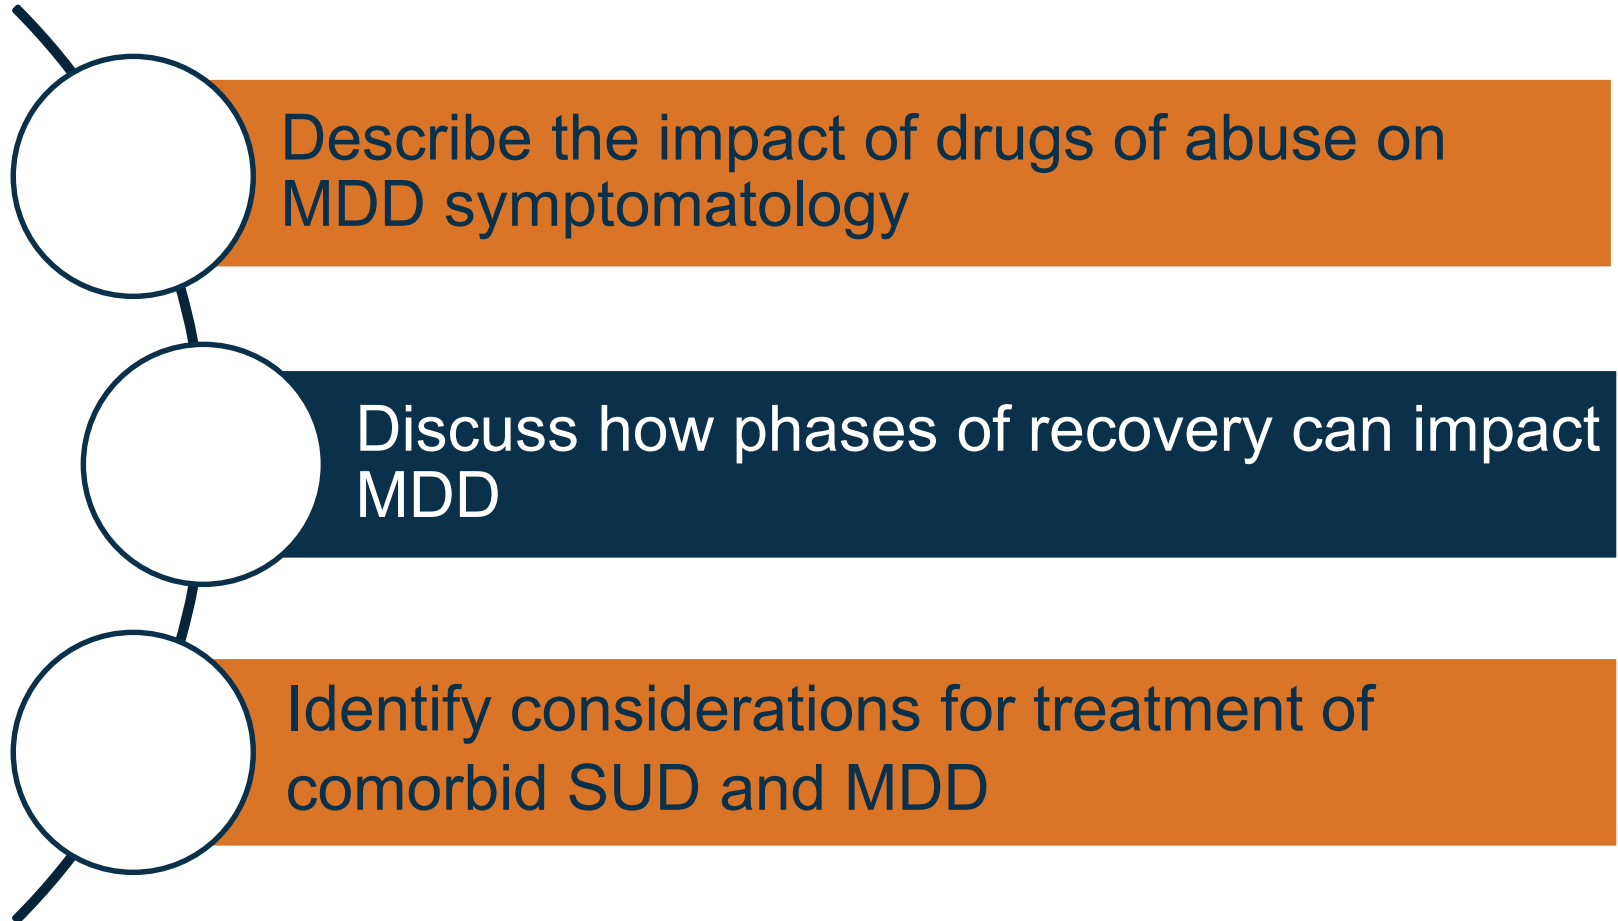 Describe the impact of drugs of abuse on
MDD symptomatology
Discuss how phases of recovery can impact
MDD
Identify considerations for treatment of
comorbid SUD and MDD